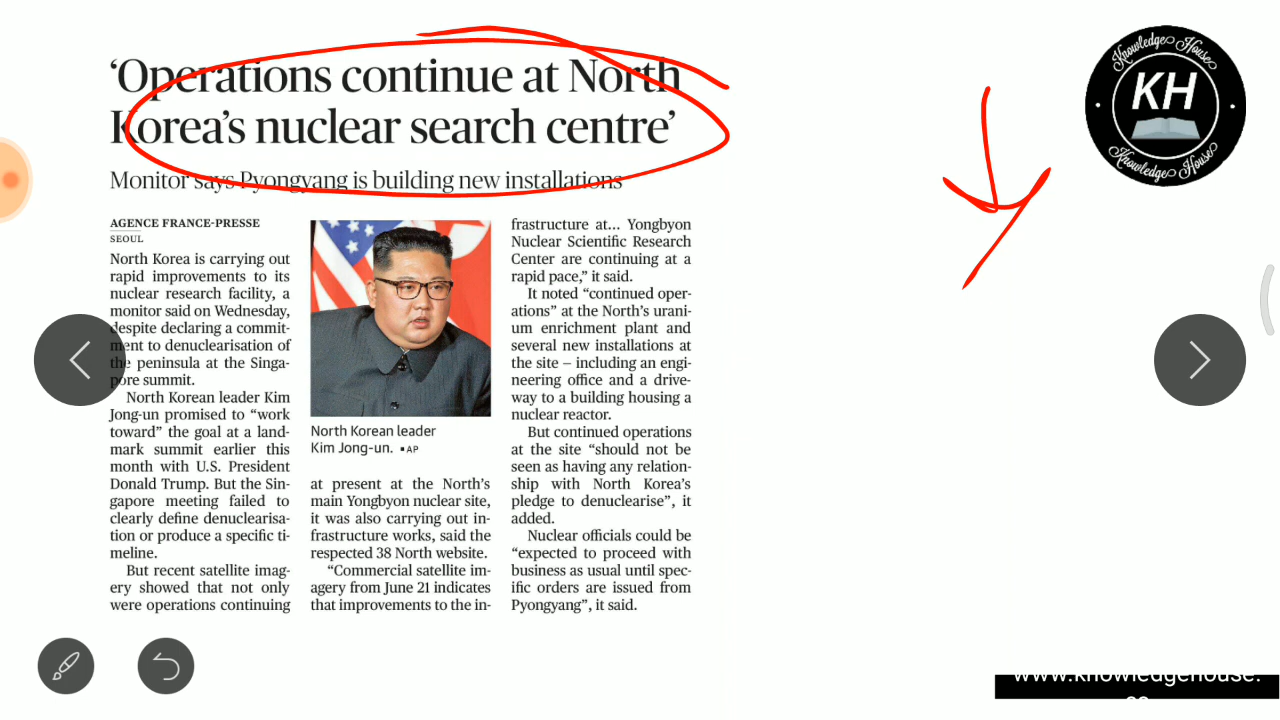 ‘Operations continue at North
Korea’s nuclear search centre’
Monitor says Pyongyang is building new installations
AGENCE FRANCE-PRESSE
SEOUL
North Korea is carrying out
rapid improvements to its
nuclear research facility, a
monitor said on Wednesday,
despite declaring a commit-
ment to denuclearisation of
the peninsula at the Singa-
pore summit.
North Korean leader Kim
Jong-un promised to “work
toward” the goal at a land-
mark summit earlier this
month with U.S. President
Donald Trump. But the Sin-
gapore meeting failed to
clearly define denuclearisa-
tion or produce a specific ti-
meline.
But recent satellite imag-
ery showed that not only
were operations continuing
North Korean leader
Kim Jong-un. ▪AP
at present at the North’s
main Yongbyon nuclear site,
it was also carrying out in-
frastructure works, said the
respected 38 North website.
“Commercial satellite im-
agery from June 21 indicates
that improvements to the in-
frastructure at... Yongbyon
Nuclear Scientific Research
Center are continuing at a
rapid pace,” it said.
It noted “continued oper-
ations” at the North’s urani-
um enrichment plant and
several new installations at
the site – including an engi-
neering office and a drive-
way to a building housing a
nuclear reactor.
But continued operations
at the site “should not be
seen as having any relation-
ship with North Korea’s
pledge to denuclearise”, it
added.
Nuclear officials could be
“expected to proceed with
business as usual until spec-
ific orders are issued from
Pyongyang”, it said.
Knowledge House
KH
Knowledge House
www.knowledgehouse.